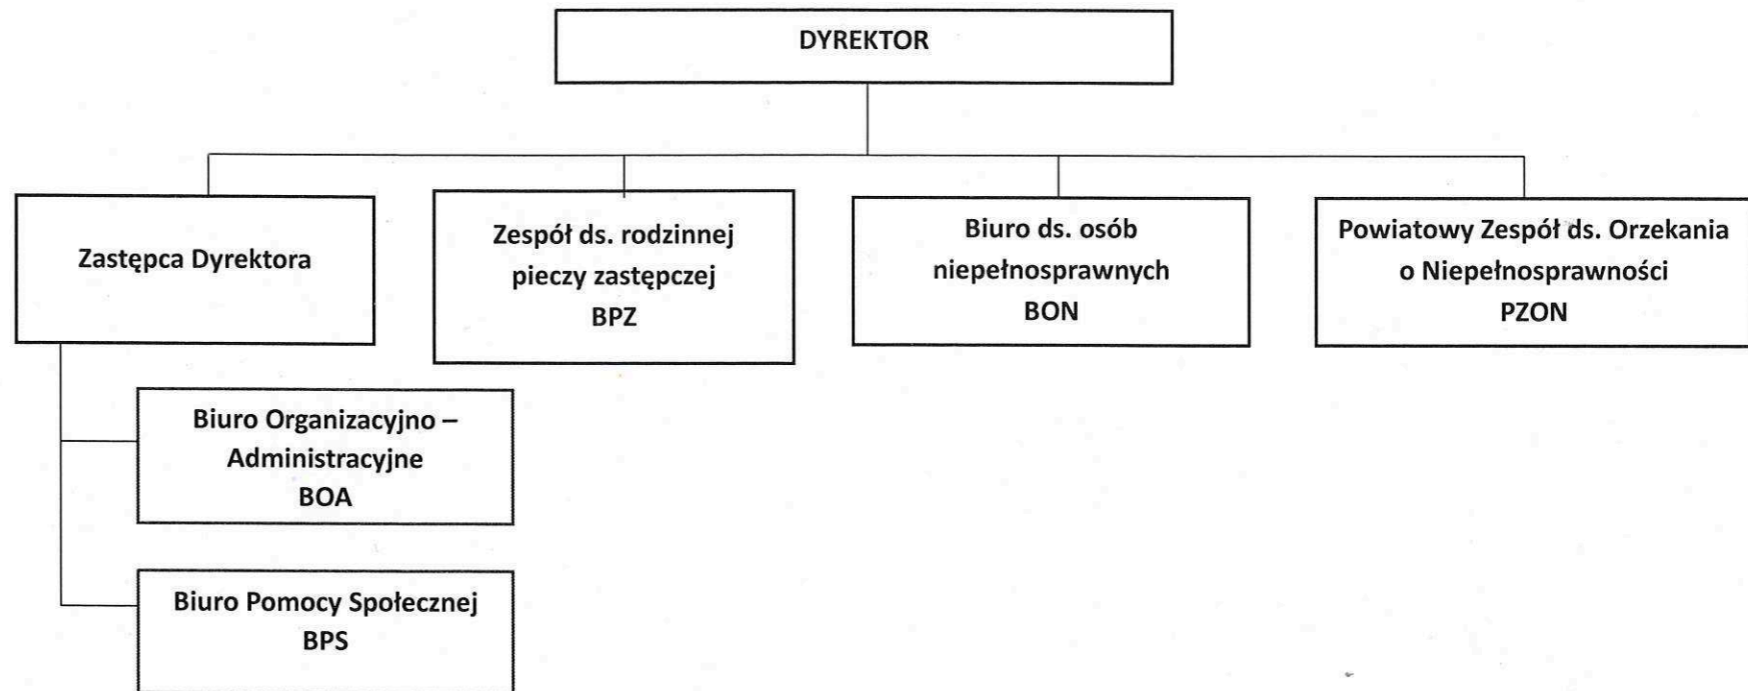 DYREKTOR
Zastępca Dyrektora
Zespół ds. rodzinnej
pieczy zastępczej
BPZ
Biuro ds. osób
niepełnosprawnych
BON
Powiatowy Zespół ds. Orzekania
o Niepełnosprawności
PZON
Biuro Organizacyjno –
Administracyjne
BOA
Biuro Pomocy Społecznej
BPS